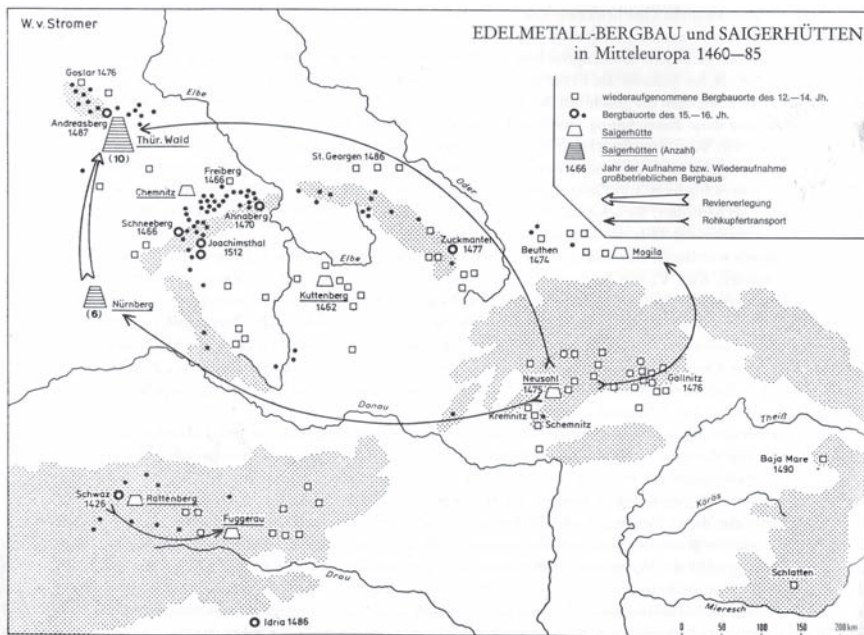 W. v. Stromer
EDELMETALL-BERGBAU und SAIGERHÜTTEN
in Mitteleuropa 1460—85
wiederaufgenommene Bergbauorte des 12.—14. Jh.
Bergbauorte des 15.—16. Jh.
Saigerhütte
Saigerhütten (Anzahl)
1466
Jahr der Aufnahme bzw. Wiederaufnahme
großbetrieblichen Bergbaus
Revierverlegung
Rohkupfertransport
Goslar 1476
Elbe
Andreasberg
1487
Thür. Wald
(10)
St. Georgen 1486
Oder
Freiberg
1466
Chemnitz
Annaberg
1470
Schneeberg
1466
Joachimsthal
1512
Elbe
Zuckmantel
1477
Beuthen
1474
Mogila
Kuttenberg
1462
(6)
Nürnberg
Neusohl
1475
Göllnitz
1476
Kremnitz
Schemnitz
Donau
Theiß
Baja Mare
1490
Körös
Schwaz
1426
Rattenberg
Fuggerau
Schlatten
Drau
Mieresch
Idria 1486
0 50 100 150 200 km